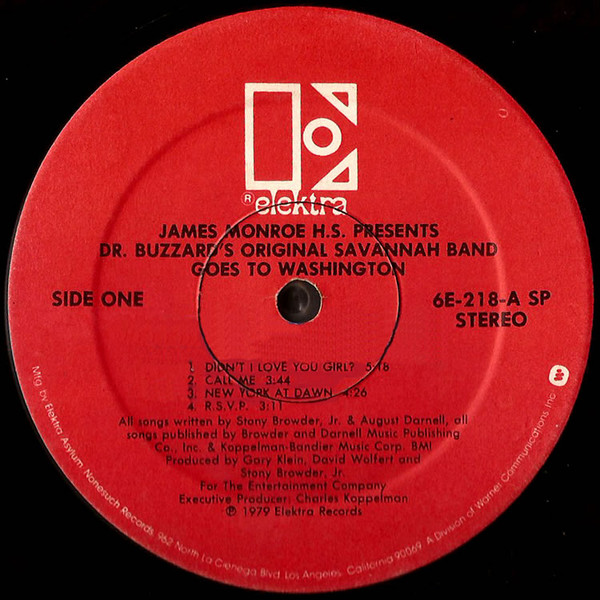 ® elektra
JAMES MONROE H.S. PRESENTS
DR. BUZZARD'S ORIGINAL SAVANNAH BAND
GOES TO WASHINGTON
SIDE ONE
6E-218-A SP
STEREO
1. DIDN'T I LOVE YOU GIRL? 5:18
2. CALL ME 3:44
3. NEW YORK AT DAWN 4:26
4. R.S.V.P. 3:11
All songs written by Stony Browder, Jr. & August Darnell, all
songs published by Browder and Darnell Music Publishing
Co., Inc. & Koppelman-Bandier Music Corp. BMI
Produced by Gary Klein, David Wolfert and
Stony Browder, Jr.
For The Entertainment Company
Executive Producer: Charles Koppelman
℗ 1979 Elektra Records
Mfg by Elektra Asylum Nonesuch Records, 962 North La Cienega Blvd. Los Angeles, California 90069. A Division of Warner Communications Inc